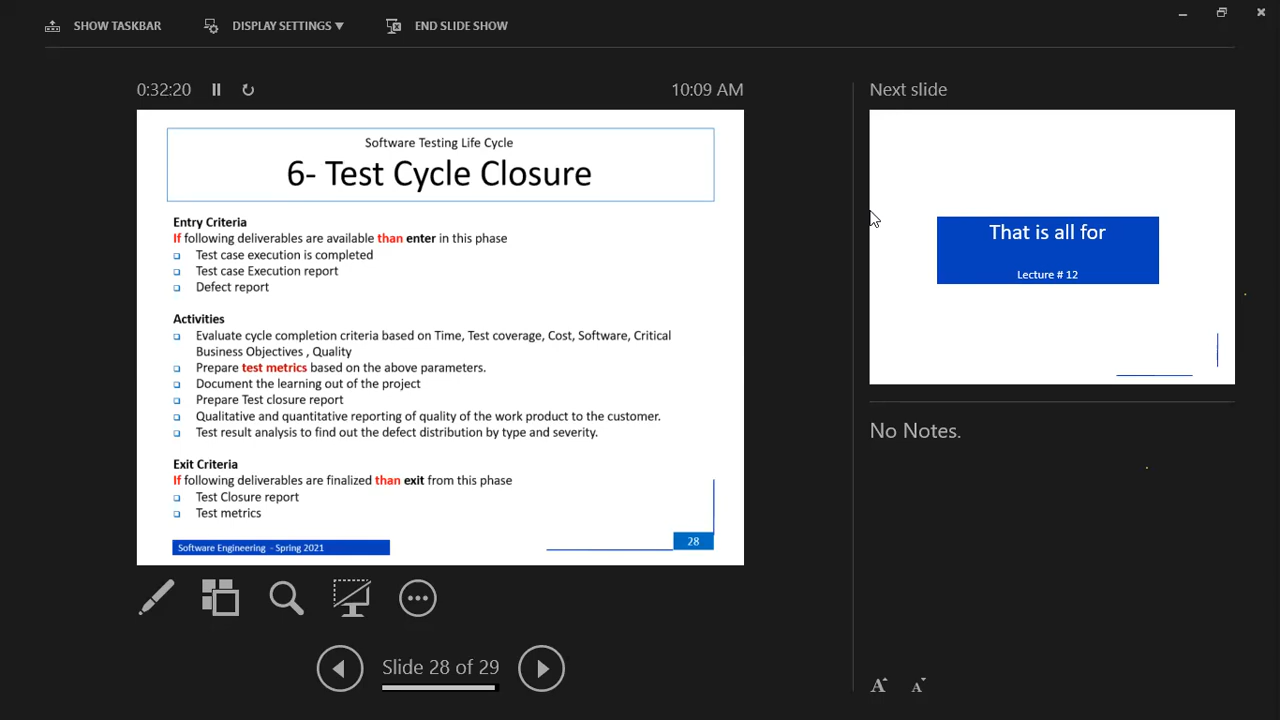 SHOW TASKBAR
DISPLAY SETTINGS
END SLIDE SHOW
0:32:20
10:09 AM
Software Testing Life Cycle
6- Test Cycle Closure
Entry Criteria
If following deliverables are available than enter in this phase
Test case execution is completed
Test case Execution report
Defect report
Activities
Evaluate cycle completion criteria based on Time, Test coverage, Cost, Software, Critical
Business Objectives , Quality
Prepare test metrics based on the above parameters.
Document the learning out of the project
Prepare Test closure report
Qualitative and quantitative reporting of quality of the work product to the customer.
Test result analysis to find out the defect distribution by type and severity.
Exit Criteria
If following deliverables are finalized than exit from this phase
Test Closure report
Test metrics
Software Engineering - Spring 2021
28
Slide 28 of 29
Next slide
That is all for
Lecture # 12
No Notes.
A A